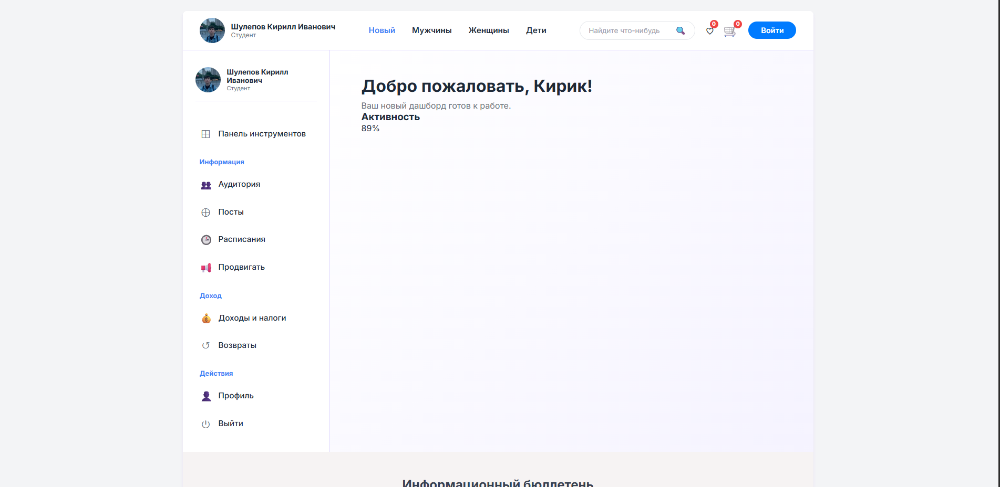 Шулепов Кирилл Иванович
Студент
Новый
Мужчины
Женщины
Дети
Найдите что-нибудь
0
0
Войти
Шулепов Кирилл
Иванович
Студент
Панель инструментов
Информация
Аудитория
Посты
Расписания
Продвигать
Доход
Доходы и налоги
Возвраты
Действия
Профиль
Выйти
Добро пожаловать, Кирик!
Ваш новый дашборд готов к работе.
Активность
89%
Информационный бюллетень